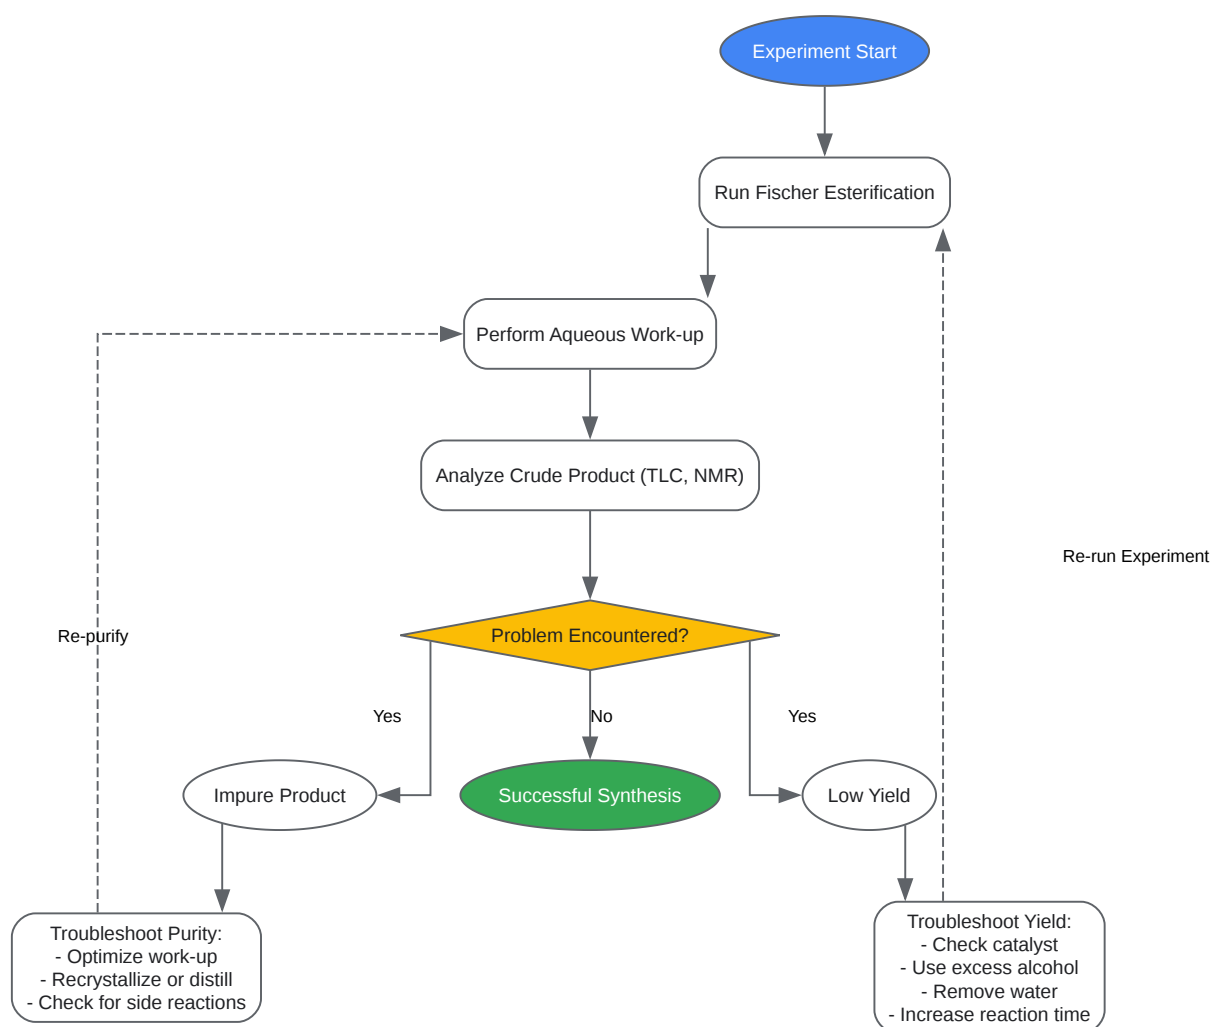 Experiment Start
Run Fischer Esterification
Perform Aqueous Work-up
Analyze Crude Product (TLC, NMR)
Re-run Experiment
Problem Encountered?
Re-purify
Yes
No
Yes
Impure Product
Successful Synthesis
Low Yield
Troubleshoot Purity:
- Optimize work-up
- Recrystallize or distill
- Check for side reactions
Troubleshoot Yield:
- Check catalyst
- Use excess alcohol
- Remove water
- Increase reaction time